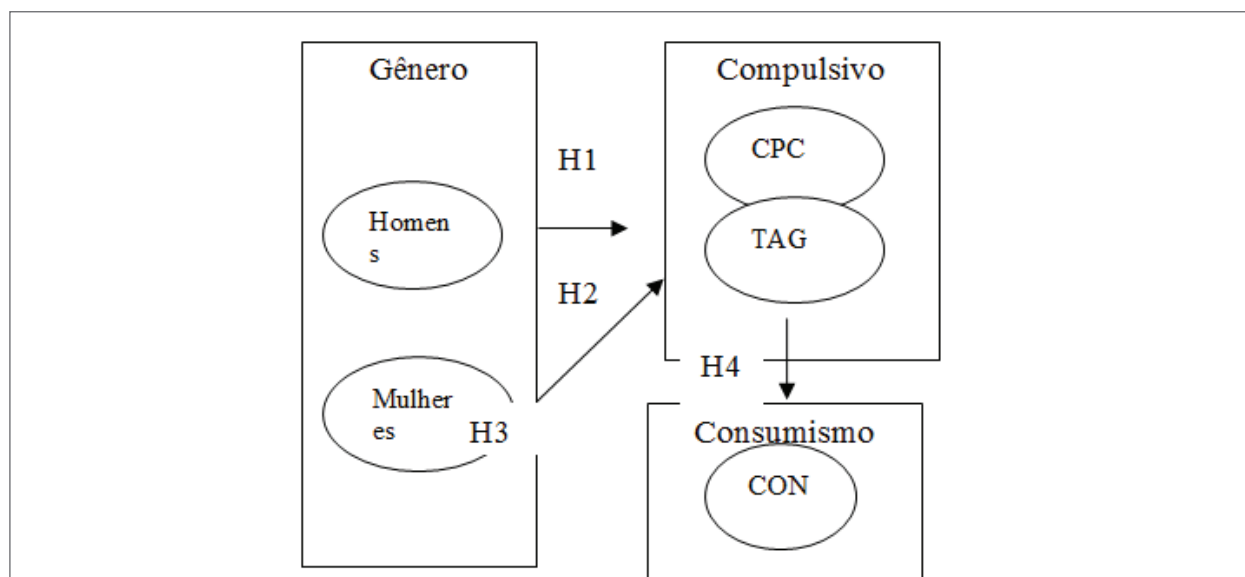 Gênero
Homen
s
Mulher
es
H1
H2
H3
Compulsivo
CPC
TAG
H4
Consumismo
CON